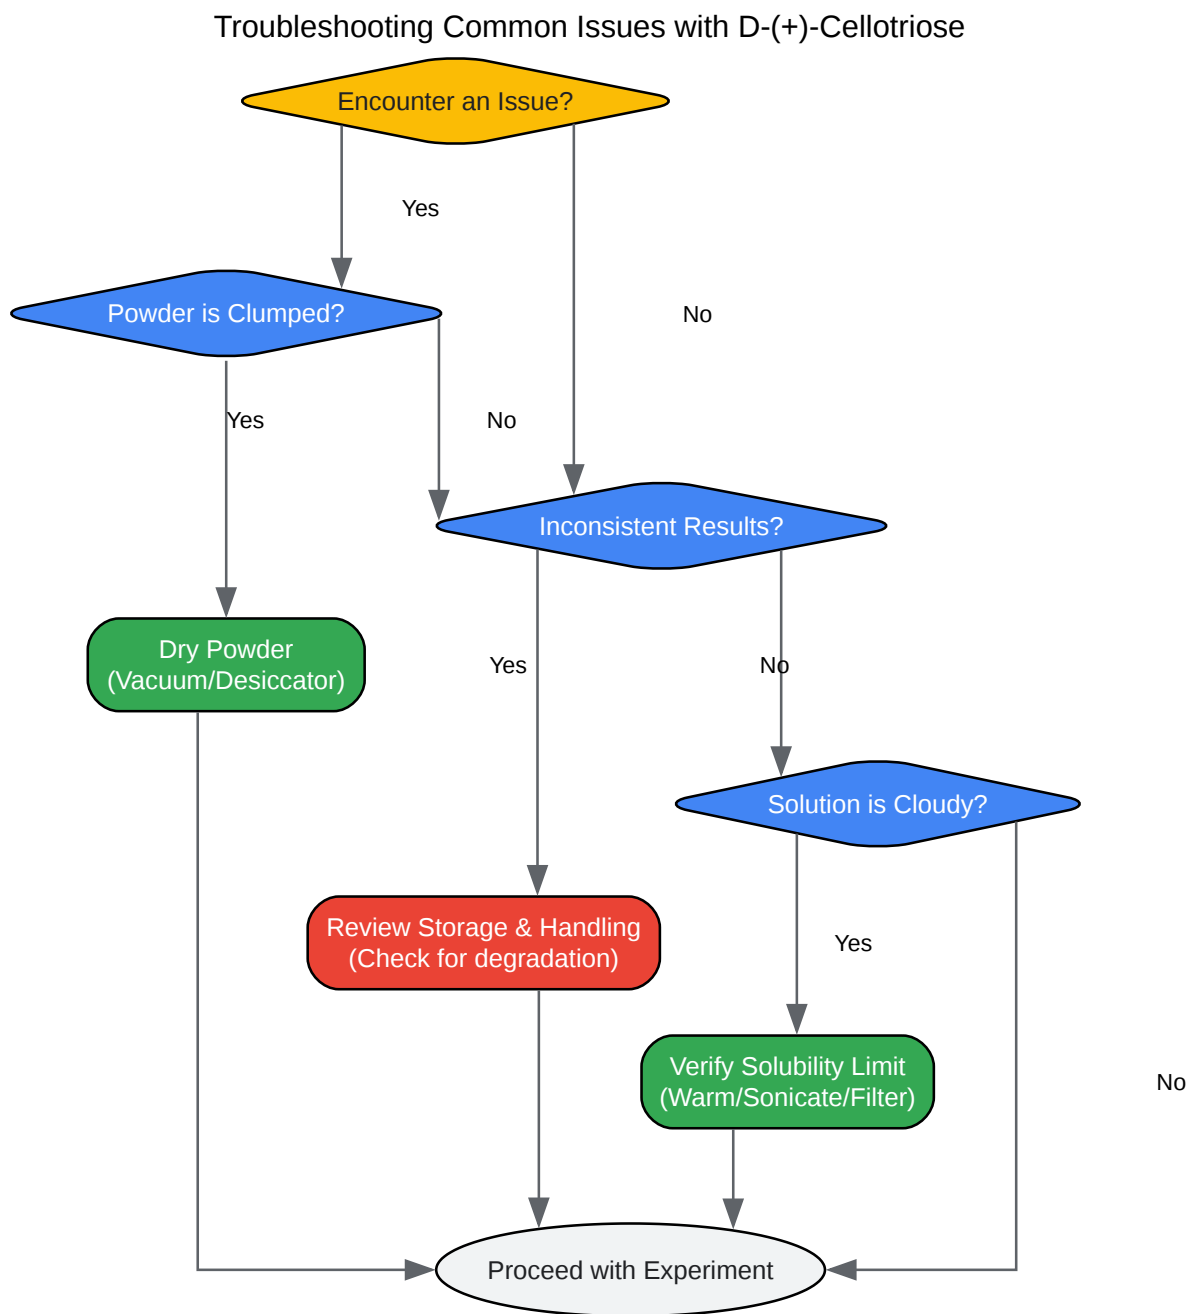 Troubleshooting Common Issues with D-(+)-Cellotriose
Encounter an Issue?
Yes
Powder is Clumped?
No
Yes
No
Inconsistent Results?
Dry Powder
(Vacuum/Desiccator)
Yes
No
Solution is Cloudy?
Review Storage & Handling
(Check for degradation)
Yes
Verify Solubility Limit
(Warm/Sonicate/Filter)
No
Proceed with Experiment